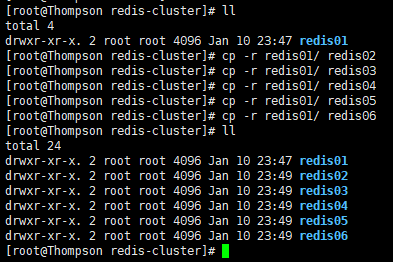 [root@Thompson redis-cluster]# ll
total 4
drwxr-xr-x. 2 root root 4096 Jan 10 23:47 redis01
[root@Thompson redis-cluster]# cp -r redis01/ redis02
[root@Thompson redis-cluster]# cp -r redis01/ redis03
[root@Thompson redis-cluster]# cp -r redis01/ redis04
[root@Thompson redis-cluster]# cp -r redis01/ redis05
[root@Thompson redis-cluster]# cp -r redis01/ redis06
[root@Thompson redis-cluster]# ll
total 24
drwxr-xr-x. 2 root root 4096 Jan 10 23:47 redis01
drwxr-xr-x. 2 root root 4096 Jan 10 23:49 redis02
drwxr-xr-x. 2 root root 4096 Jan 10 23:49 redis03
drwxr-xr-x. 2 root root 4096 Jan 10 23:49 redis04
drwxr-xr-x. 2 root root 4096 Jan 10 23:49 redis05
drwxr-xr-x. 2 root root 4096 Jan 10 23:49 redis06
[root@Thompson redis-cluster]#